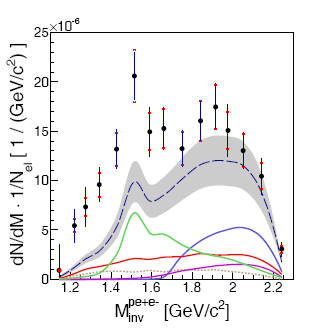 ×10⁻⁶
25
20
15
10
5
0
dN/dM · 1/N_el [ 1 / (GeV/c²) ]
1.2 1.4 1.6 1.8 2 2.2
M_inv^pe+e- [GeV/c²]